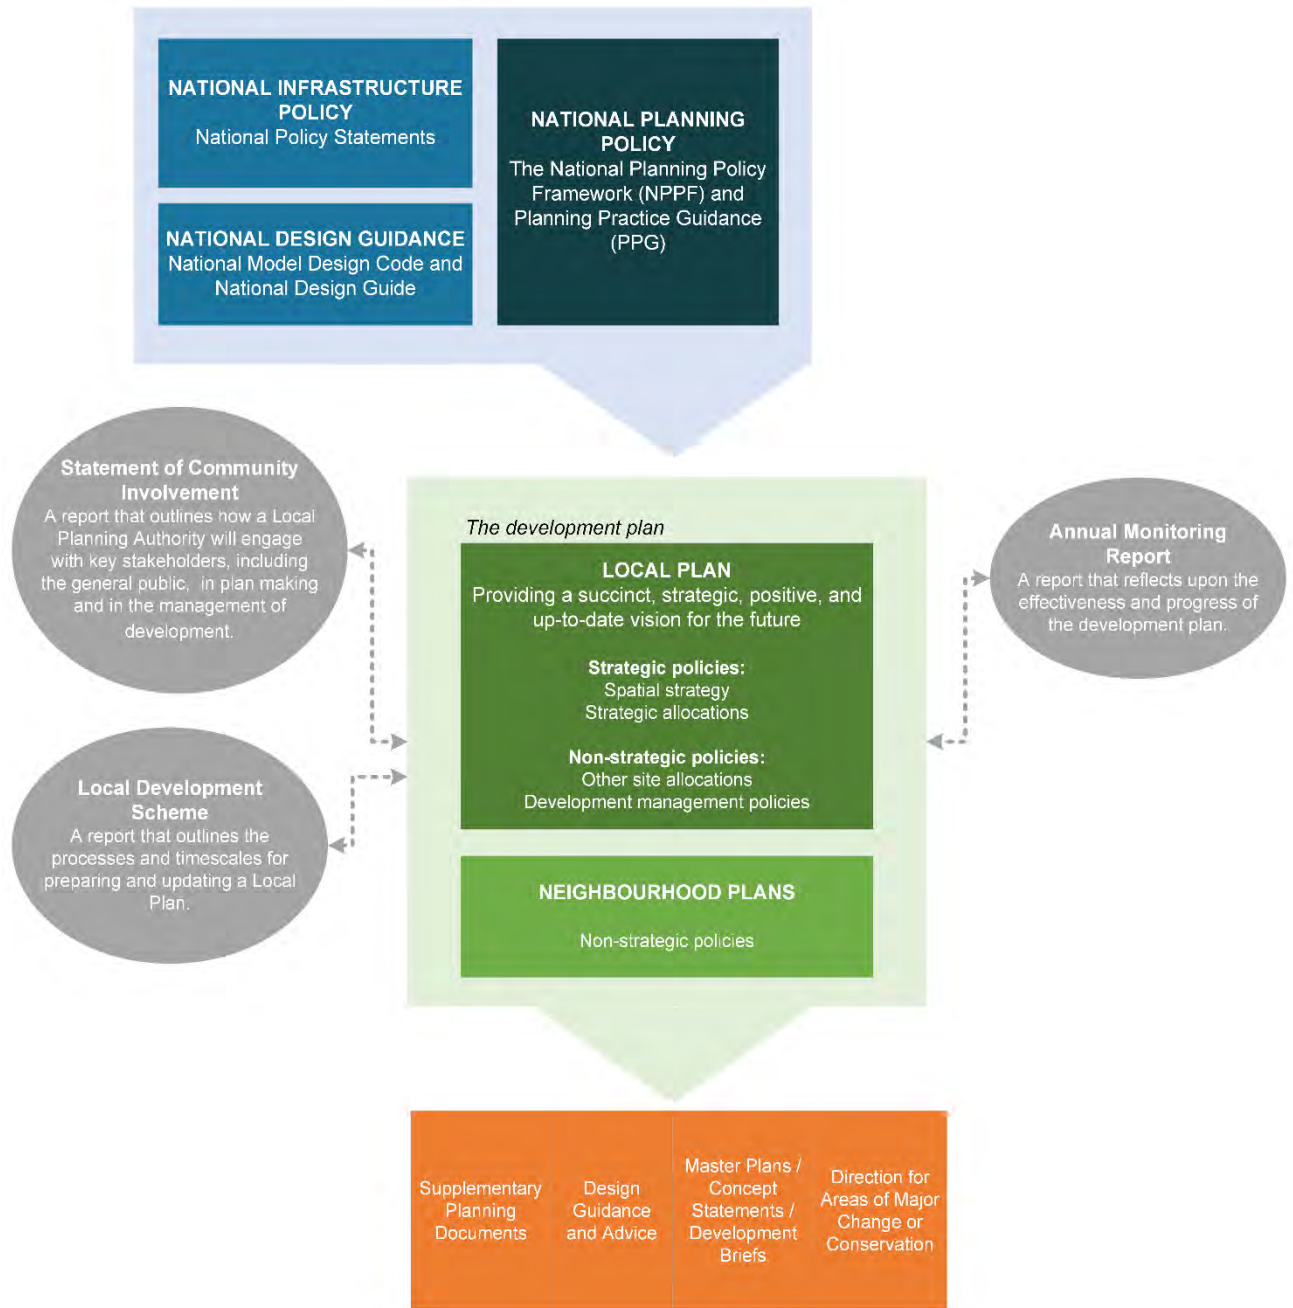 NATIONAL INFRASTRUCTURE
POLICY
National Policy Statements
NATIONAL DESIGN GUIDANCE
National Model Design Code and
National Design Guide
NATIONAL PLANNING
POLICY
The National Planning Policy
Framework (NPPF) and
Planning Practice Guidance
(PPG)
Statement of Community
Involvement
A report that outlines how a Local
Planning Authority will engage
with key stakeholders, including
the general public, in plan making
and in the management of
development.
Local Development
Scheme
A report that outlines the
processes and timescales for
preparing and updating a Local
Plan.
The development plan
LOCAL PLAN
Providing a succinct, strategic, positive, and
up-to-date vision for the future
Strategic policies:
Spatial strategy
Strategic allocations
Non-strategic policies:
Other site allocations
Development management policies
NEIGHBOURHOOD PLANS
Non-strategic policies
Annual Monitoring
Report
A report that reflects upon the
effectiveness and progress of
the development plan.
Supplementary
Planning
Documents
Design
Guidance
and Advice
Master Plans /
Concept
Statements /
Development
Briefs
Direction for
Areas of Major
Change or
Conservation